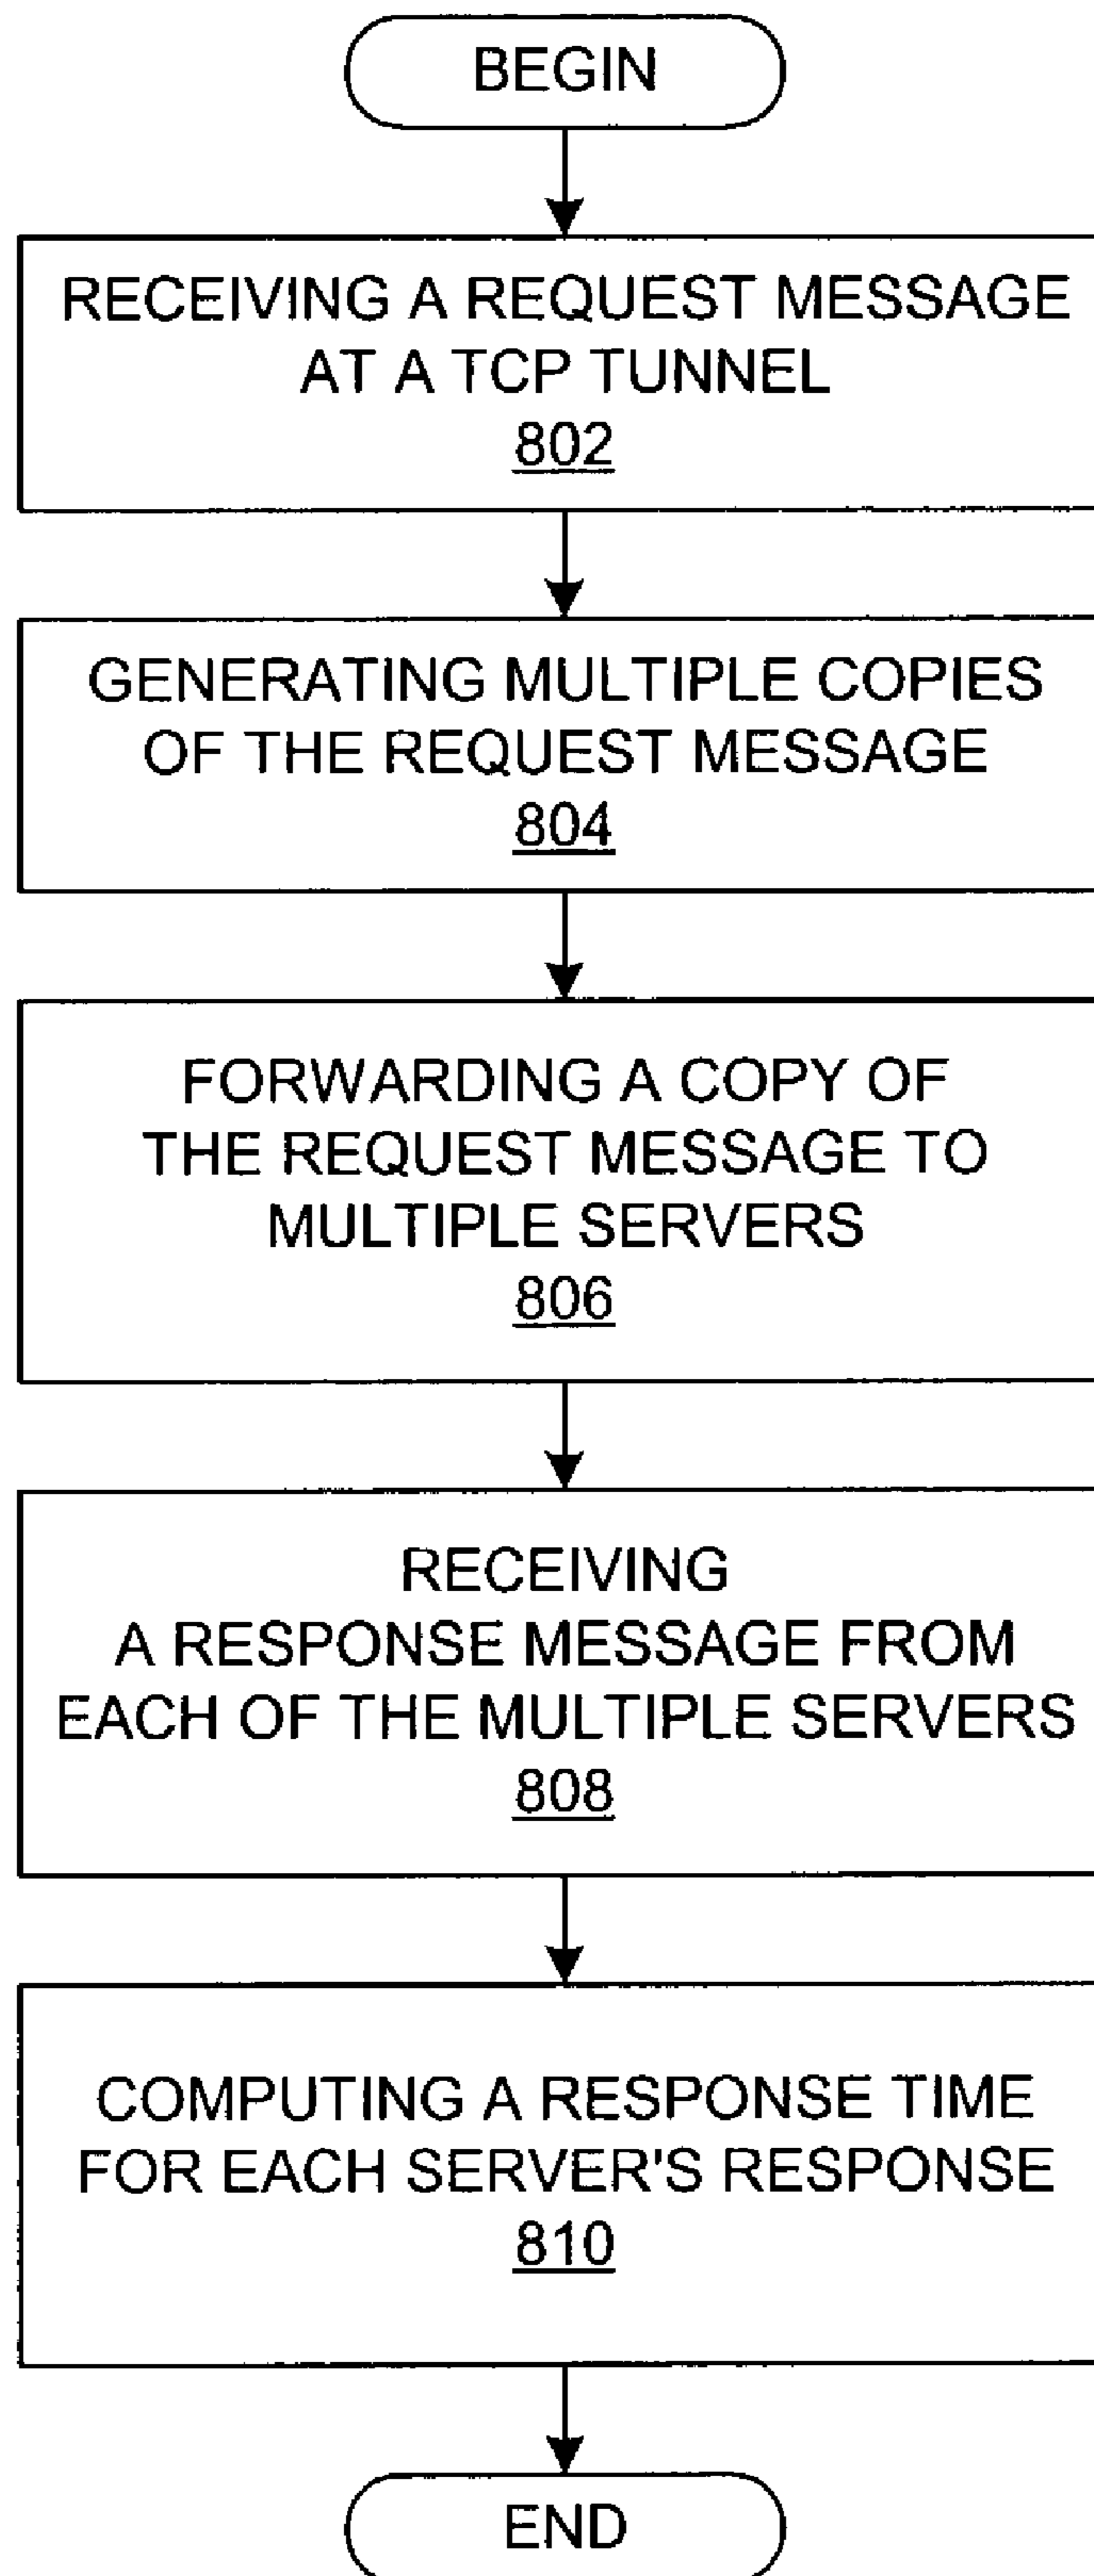 BEGIN
RECEIVING A REQUEST MESSAGE
AT A TCP TUNNEL
802
GENERATING MULTIPLE COPIES
OF THE REQUEST MESSAGE
804
FORWARDING A COPY OF
THE REQUEST MESSAGE TO
MULTIPLE SERVERS
806
RECEIVING
A RESPONSE MESSAGE FROM
EACH OF THE MULTIPLE SERVERS
808
COMPUTING A RESPONSE TIME
FOR EACH SERVER'S RESPONSE
810
END